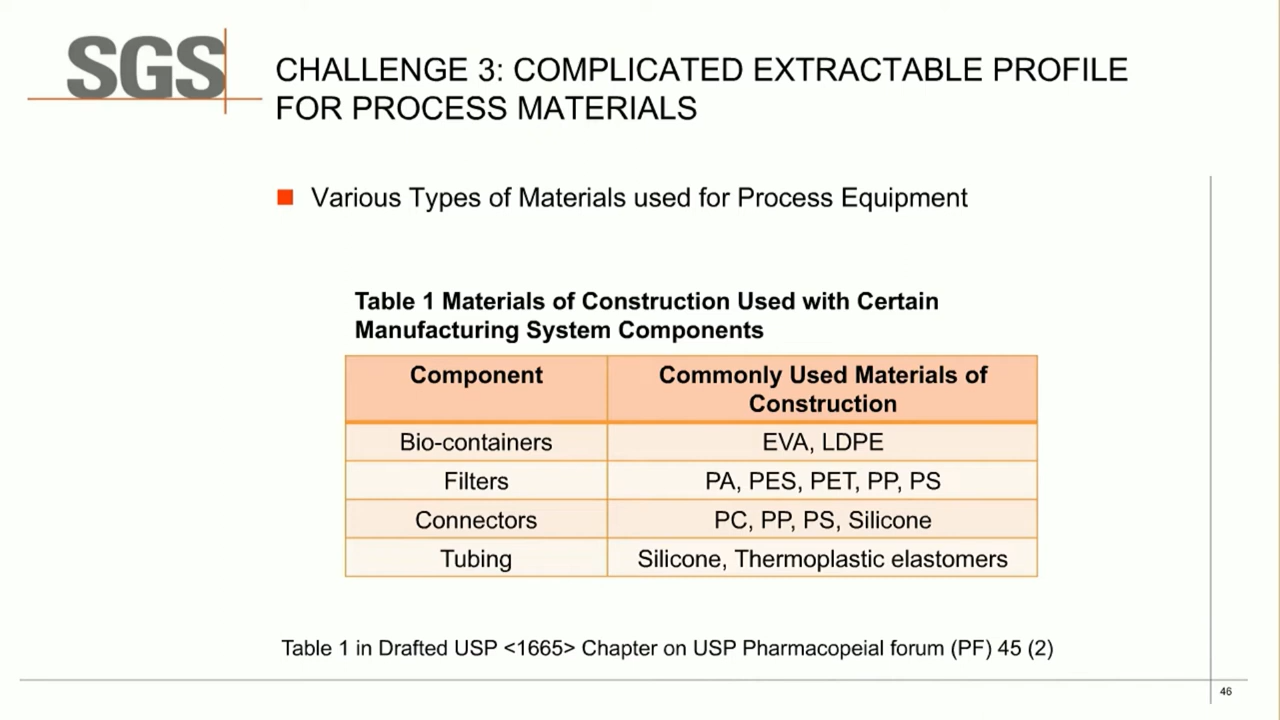 SGS
CHALLENGE 3: COMPLICATED EXTRACTABLE PROFILE
FOR PROCESS MATERIALS
Various Types of Materials used for Process Equipment
Table 1 Materials of Construction Used with Certain
Manufacturing System Components
Component
Commonly Used Materials of
Construction
Bio-containers
EVA, LDPE
Filters
PA, PES, PET, PP, PS
Connectors
PC, PP, PS, Silicone
Tubing
Silicone, Thermoplastic elastomers
Table 1 in Drafted USP <1665> Chapter on USP Pharmacopeial forum (PF) 45 (2)
46